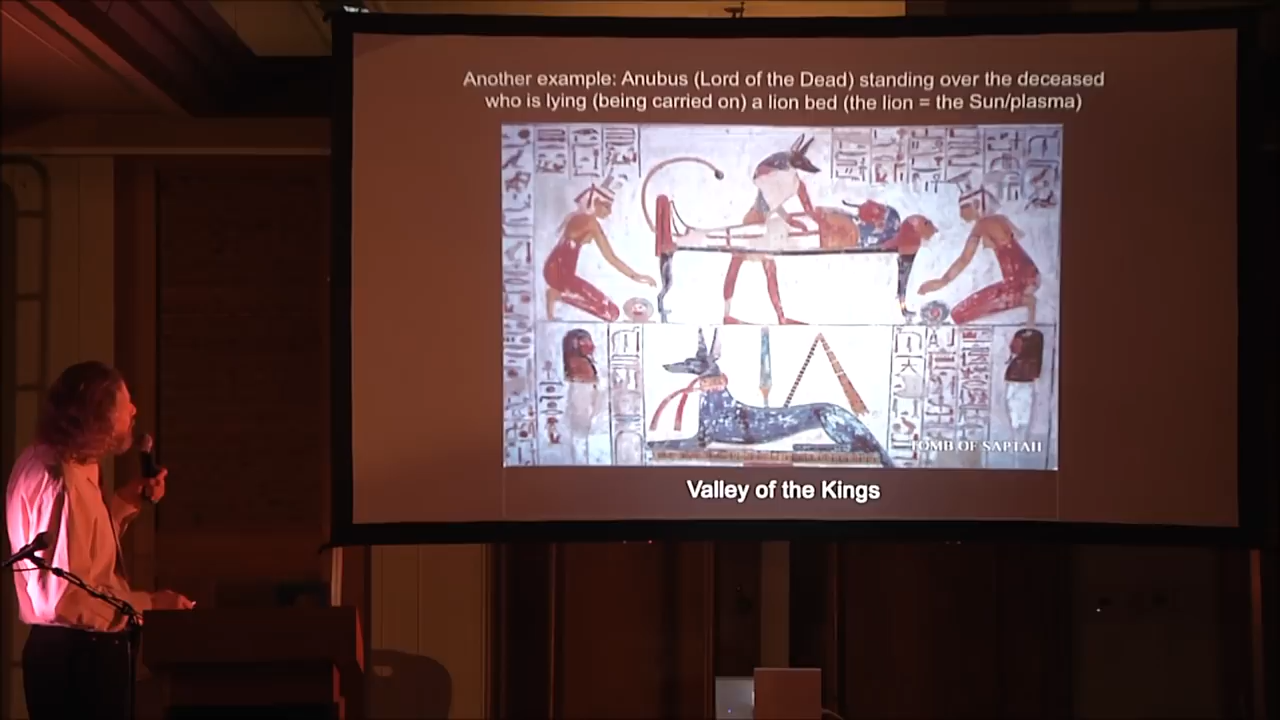 Another example: Anubus (Lord of the Dead) standing over the deceased
who is lying (being carried on) a lion bed (the lion = the Sun/plasma)
TOMB OF SAPTAH
Valley of the Kings